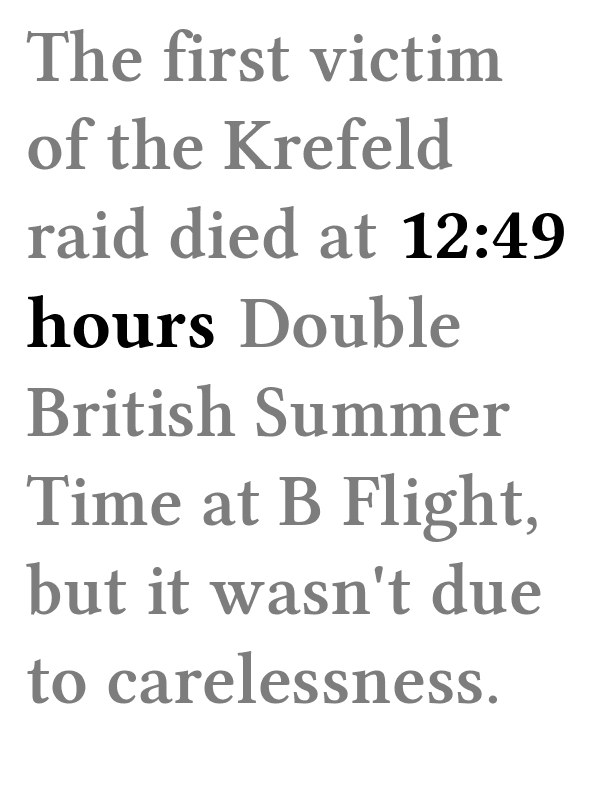 The first victim
of the Krefeld
raid died at 12:49
hours Double
British Summer
Time at B Flight,
but it wasn't due
to carelessness.